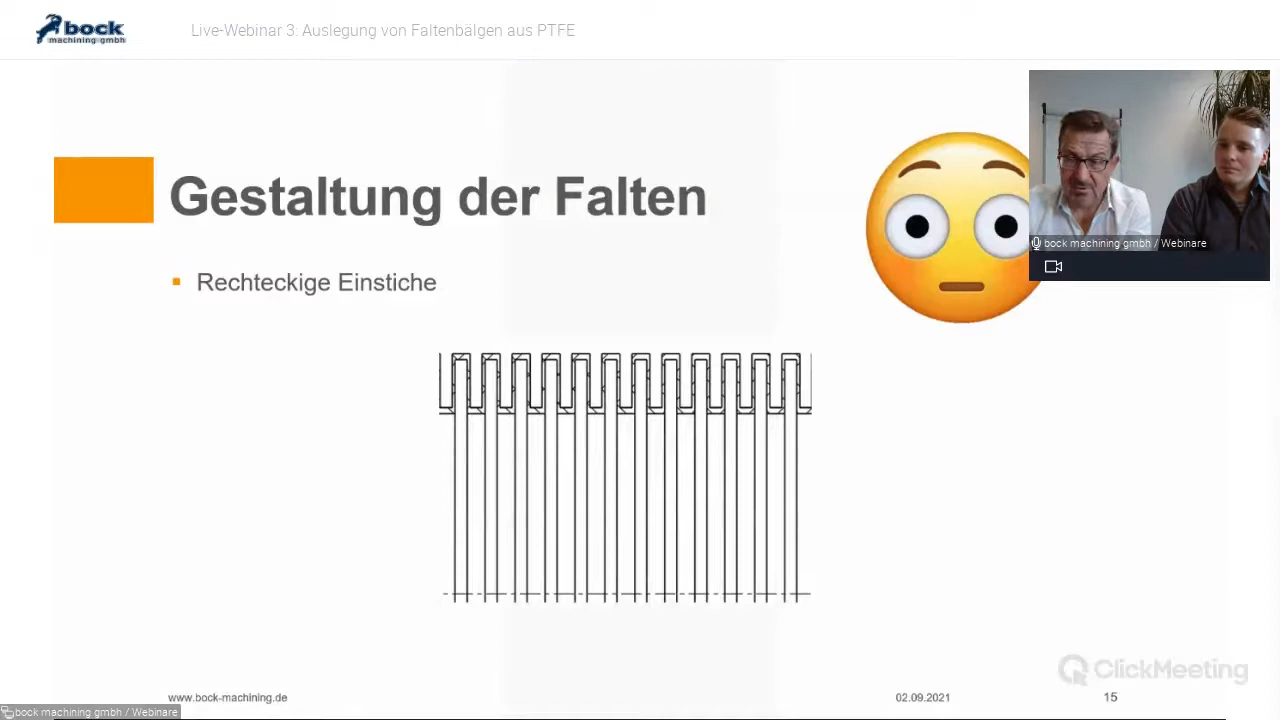 bock
machining gmbh
Live-Webinar 3: Auslegung von Faltenbälgen aus PTFE
Gestaltung der Falten
Rechteckige Einstiche
bock machining gmbh / Webinare
ClickMeeting
www.bock-machining.de
02.09.2021
15
bock machining gmbh / Webinare